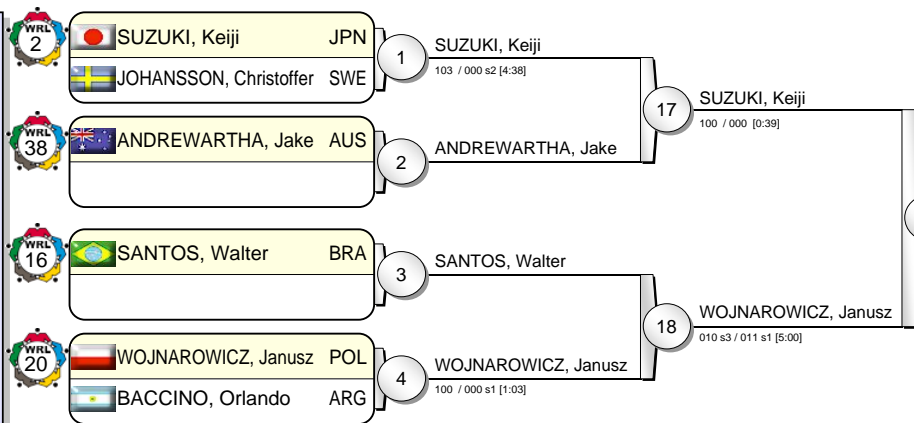 WRL
2
SUZUKI, Keiji JPN
JOHANSSON, Christoffer SWE
1
SUZUKI, Keiji
103 / 000 s2 [4:38]
WRL
38
ANDREWARTHA, Jake AUS
2
ANDREWARTHA, Jake
17
SUZUKI, Keiji
100 / 000 [0:39]
WRL
16
SANTOS, Walter BRA
3
SANTOS, Walter
WRL
20
WOJNAROWICZ, Janusz POL
BACCINO, Orlando ARG
4
WOJNAROWICZ, Janusz
100 / 000 s1 [1:03]
18
WOJNAROWICZ, Janusz
010 s3 / 011 s1 [5:00]